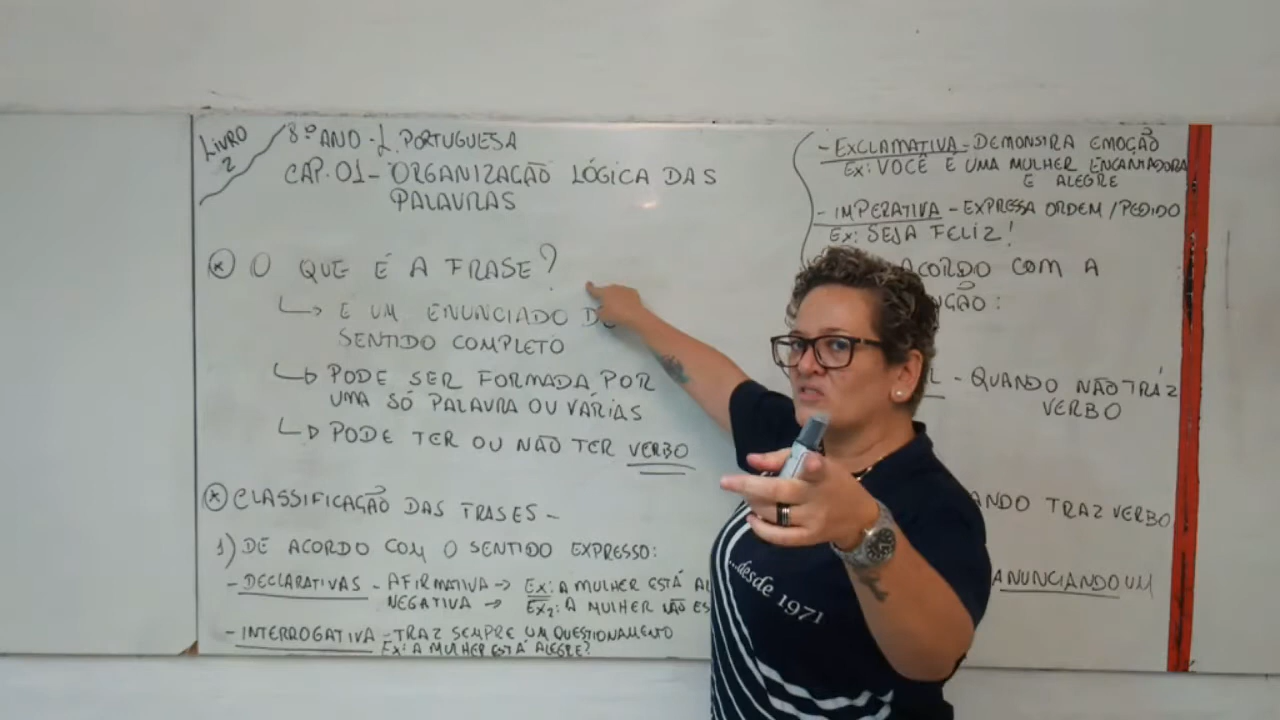 LIVRO
2
8º ANO - L. PORTUGUESA
CAP. 01 - ORGANIZAÇÃO LÓGICA DAS
PALAVRAS
O QUE É A FRASE?
E UM ENUNCIADO DE
SENTIDO COMPLETO
PODE SER FORMADA POR
UMA SÓ PALAVRA OU VÁRIAS
PODE TER OU NÃO TER VERBO
CLASSIFICAÇÃO DAS FRASES -
1) DE ACORDO COM O SENTIDO EXPRESSO:
- DECLARATIVAS - AFIRMATIVA → EX: A MULHER ESTÁ
NEGATIVA → EX2: A MULHER NÃO
- INTERROGATIVA - TRAZ SEMPRE UM QUESTIONAMENTO
EX: A MULHER ESTÁ ALEGRE?
- EXCLAMATIVA - DEMONSTRA EMOÇÃO
EX: VOCÊ E UMA MULHER ENCANTADORA
E ALEGRE
- IMPERATIVA - EXPRESSA ORDEM / PEDIDO
EX: SEJA FELIZ!
ACORDO COM A
- QUANDO NÃO TRÁZ
VERBO
TRAZ VERBO
ANUNCIANDO UM
...desde 1971